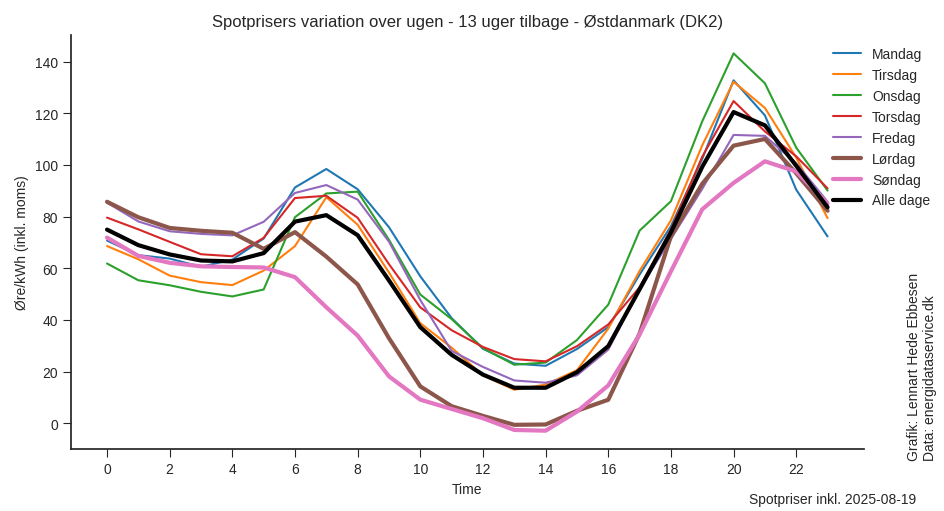 Spotprisers variation over ugen - 13 uger tilbage - Østdanmark (DK2)
Øre/kWh (inkl. moms)
140
120
100
80
60
40
20
0
0 2 4 6 8 10 12 14 16 18 20 22
Time
Mandag
Tirsdag
Onsdag
Torsdag
Fredag
Lørdag
Søndag
Alle dage
Grafik: Lennart Hede Ebbesen
Data: energidataservice.dk
Spotpriser inkl. 2025-08-19